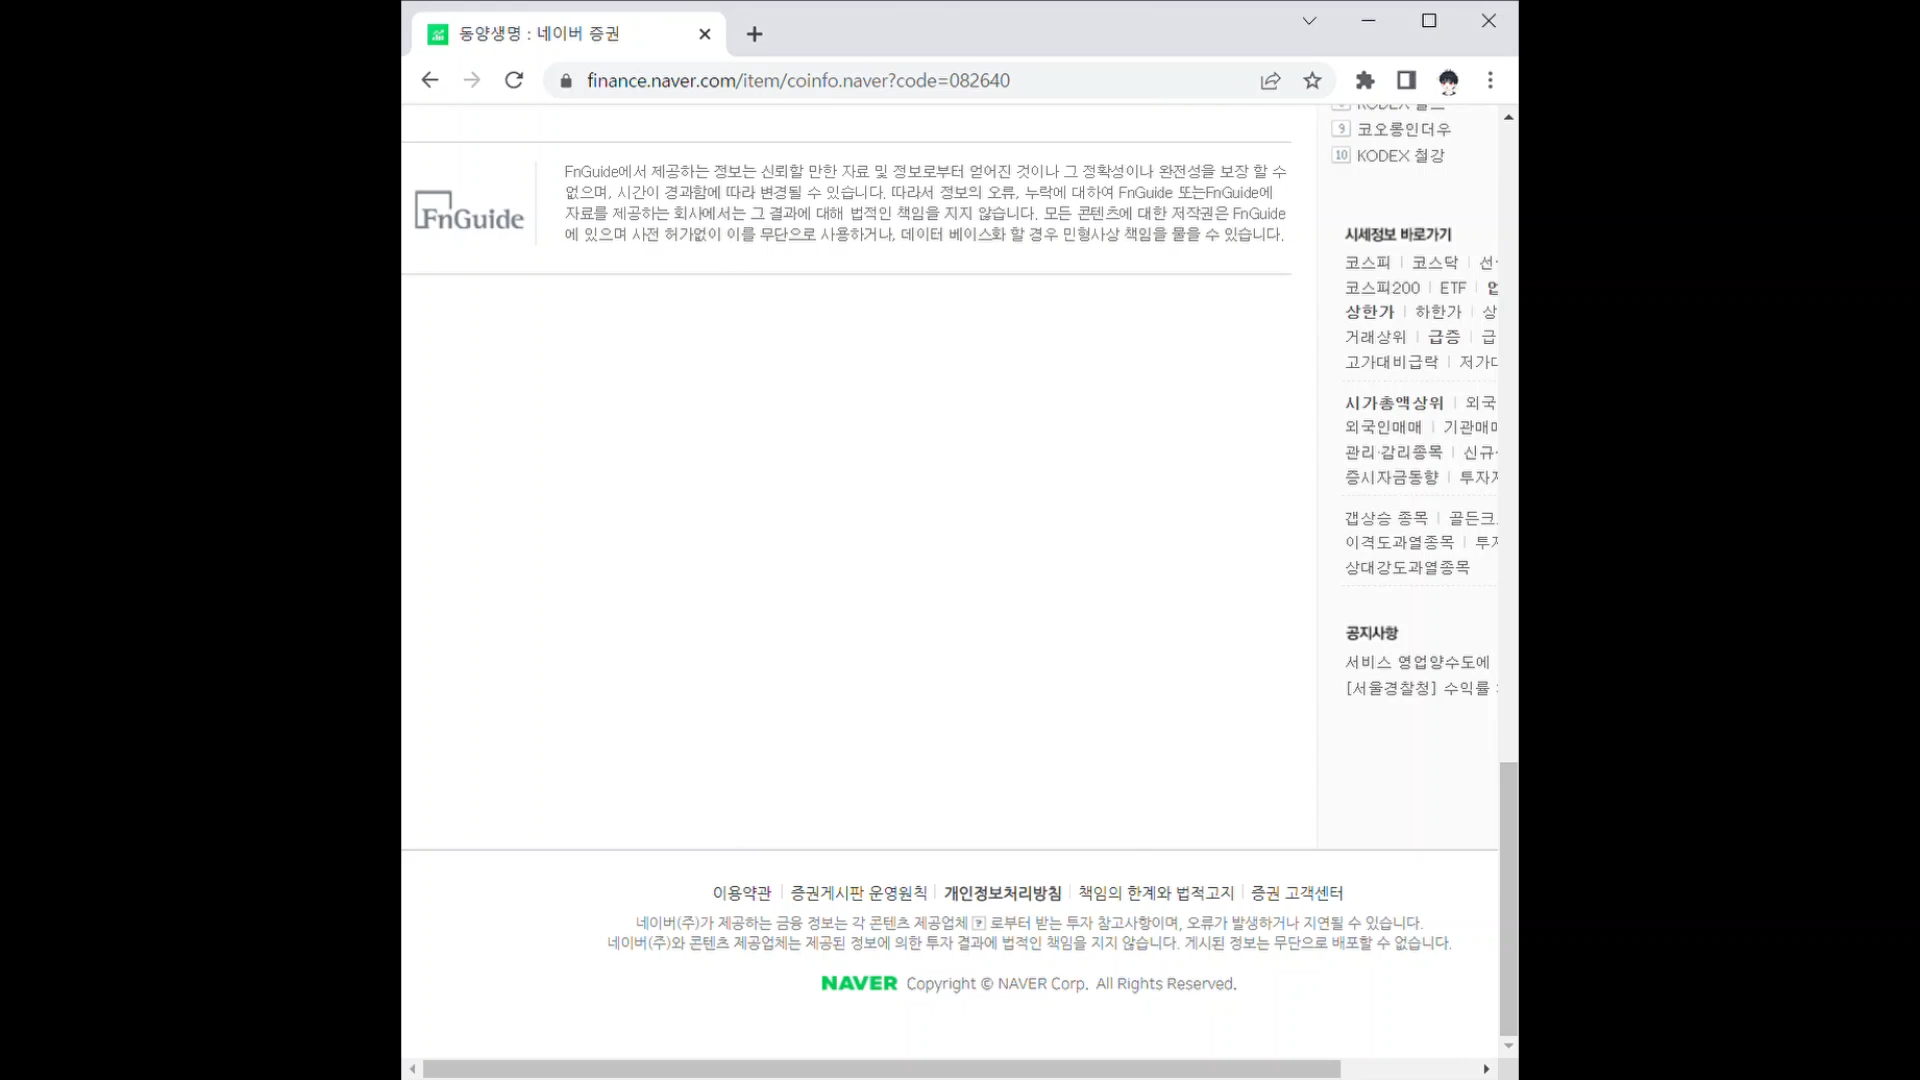 동양생명 : 네이버 증권
finance.naver.com/item/coinfo.naver?code=082640
9 코오롱인더우
10 KODEX 철강
FnGuide
FnGuide에서 제공하는 정보는 신뢰할 만한 자료 및 정보로부터 얻어진 것이나 그 정확성이나 완전성을 보장 할 수
없으며, 시간이 경과함에 따라 변경될 수 있습니다. 따라서 정보의 오류, 누락에 대하여 FnGuide 또는FnGuide에
자료를 제공하는 회사에서는 그 결과에 대해 법적인 책임을 지지 않습니다. 모든 콘텐츠에 대한 저작권은 FnGuide
에 있으며 사전 허가없이 이를 무단으로 사용하거나, 데이터 베이스화 할 경우 민형사상 책임을 물을 수 있습니다.
시세정보 바로가기
코스피 코스닥 선
코스피200 ETF
상한가 하한가 상
거래상위 급증 급
고가대비급락 저가
시가총액상위 외국
외국인매매 기관매
관리·감리종목 신규
증시자금동향 투자
갭상승 종목 골든크
이격도과열종목
상대강도과열종목
공지사항
서비스 영업양수도에
[서울경찰청] 수익률
이용약관 증권게시판 운영원칙 개인정보처리방침 책임의 한계와 법적고지 증권 고객센터
네이버(주)가 제공하는 금융 정보는 각 콘텐츠 제공업체 ? 로부터 받는 투자 참고사항이며, 오류가 발생하거나 지연될 수 있습니다.
네이버(주)와 콘텐츠 제공업체는 제공된 정보에 의한 투자 결과에 법적인 책임을 지지 않습니다. 게시된 정보는 무단으로 배포할 수 없습니다.
NAVER Copyright © NAVER Corp. All Rights Reserved.